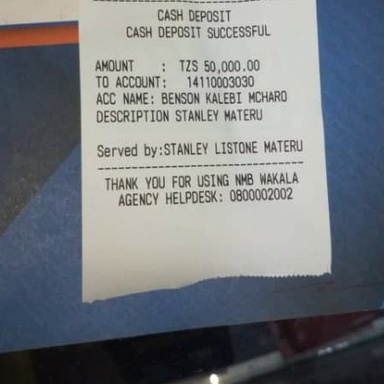 CASH DEPOSIT
CASH DEPOSIT SUCCESSFUL
AMOUNT : TZS 50,000.00
TO ACCOUNT: 14110003030
ACC NAME: BENSON KALEBI MCHARO
DESCRIPTION STANLEY MATERU
Served by:STANLEY LISTONE MATERU
THANK YOU FOR USING NMB WAKALA
AGENCY HELPDESK: 0800002002